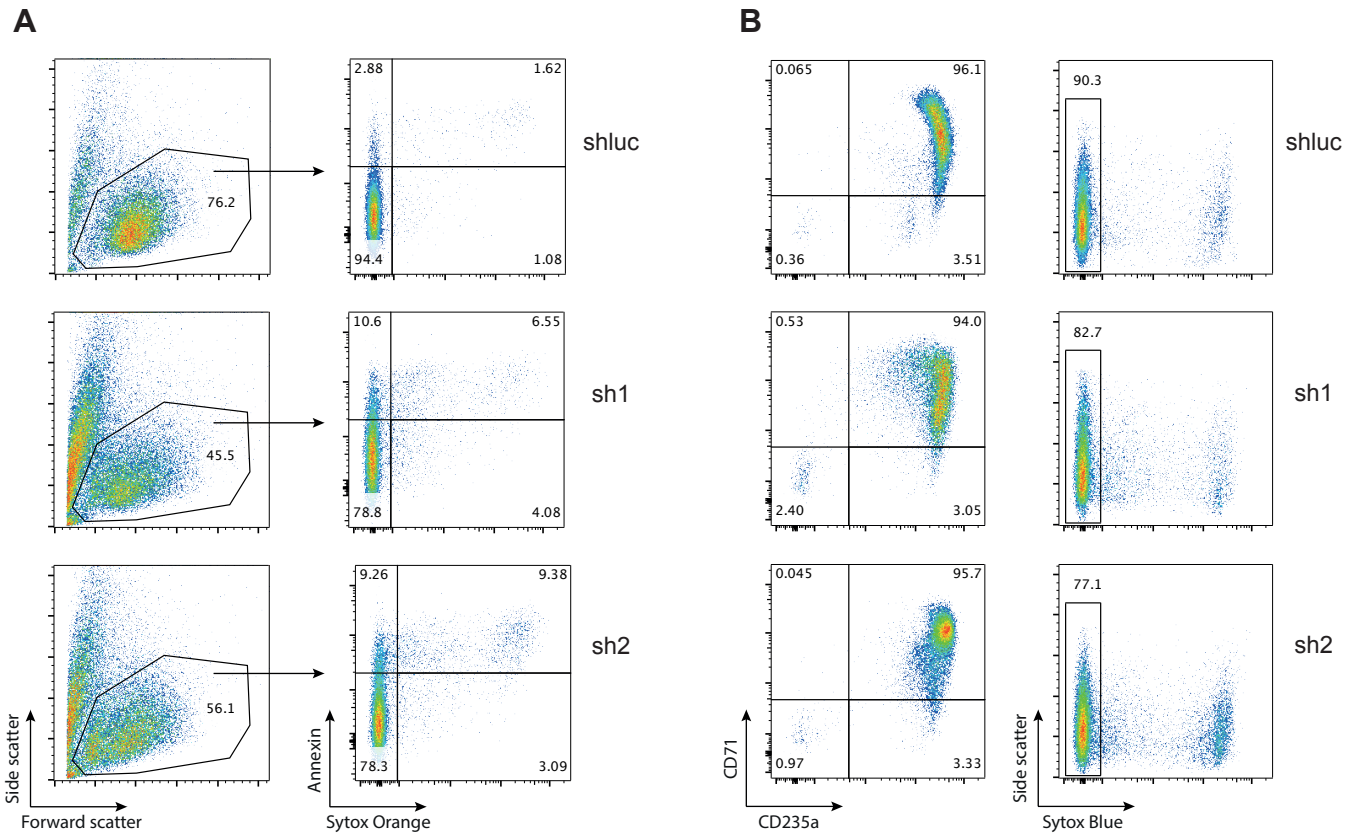 A
B
2.88
1.62
0.065
96.1
90.3
shluc
shluc
76.2
94.4
1.08
0.36
3.51
10.6
6.55
0.53
94.0
82.7
sh1
sh1
45.5
78.8
4.08
2.40
3.05
9.26
9.38
0.045
95.7
77.1
sh2
sh2
56.1
78.3
3.09
0.97
3.33
Side scatter
Forward scatter
Annexin
Sytox Orange
CD71
CD235a
Side scatter
Sytox Blue